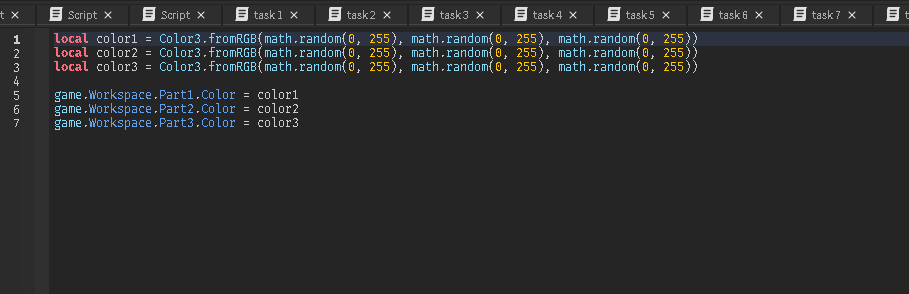 t Script Script task1 task2 task3 task4 task5 task6 task7 t
1 local color1 = Color3.fromRGB(math.random(0, 255), math.random(0, 255), math.random(0, 255))
2 local color2 = Color3.fromRGB(math.random(0, 255), math.random(0, 255), math.random(0, 255))
3 local color3 = Color3.fromRGB(math.random(0, 255), math.random(0, 255), math.random(0, 255))
4
5 game.Workspace.Part1.Color = color1
6 game.Workspace.Part2.Color = color2
7 game.Workspace.Part3.Color = color3